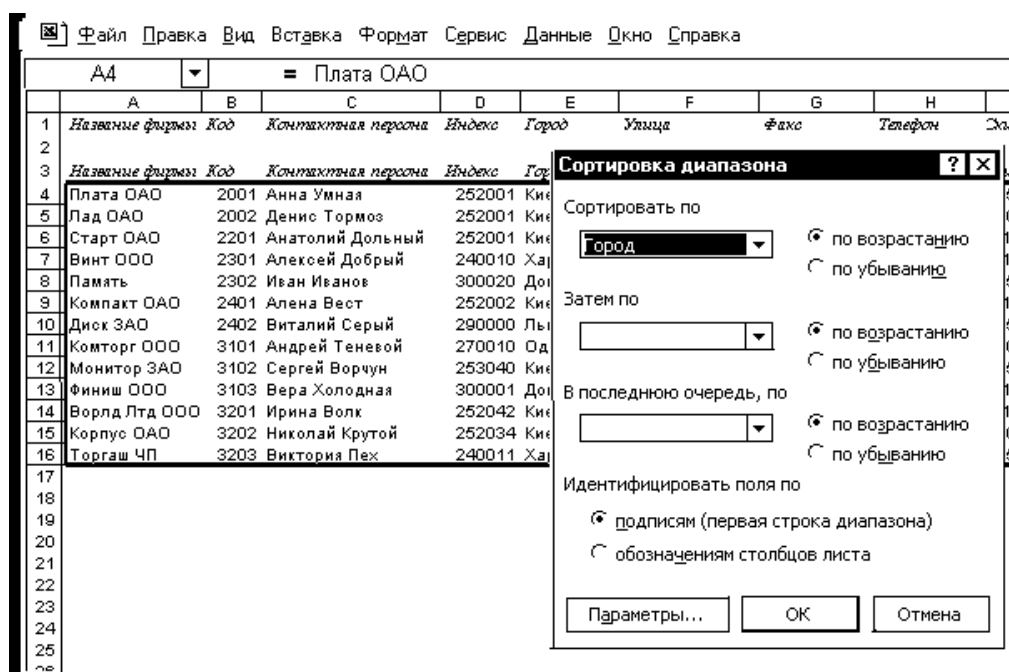 Файл Правка Вид Вставка Формат Сервис Данные Окно Справка
A4 = Плата ОАО
A B C D E F G H
1 Название фирмы Код Контактная персона Индекс Город Улица Факс Телефон
2
3 Название фирмы Код Контактная персона Индекс
4 Плата ОАО 2001 Анна Умная 252001
5 Лад ОАО 2002 Денис Тормоз 252001
6 Старт ОАО 2201 Анатолий Дольный 252001
7 Винт ООО 2301 Алексей Добрый 240010
8 Память 2302 Иван Иванов 300020
9 Компакт ОАО 2401 Алена Вест 252002
10 Диск ЗАО 2402 Виталий Серый 290000
11 Комторг ООО 3101 Андрей Теневой 270010
12 Монитор ЗАО 3102 Сергей Ворчун 253040
13 Финиш ООО 3103 Вера Холодная 300001
14 Ворлд Лтд ООО 3201 Ирина Волк 252042
15 Корпус ОАО 3202 Николай Крутой 252034
16 Торгаш ЧП 3203 Виктория Пех 240011
17
18
19
20
21
22
23
24
25
Сортировка диапазона ? X
Сортировать по
Город
по возрастанию
по убыванию
Затем по
по возрастанию
по убыванию
В последнюю очередь, по
по возрастанию
по убыванию
Идентифицировать поля по
подписям (первая строка диапазона)
обозначениям столбцов листа
Параметры... ОК Отмена